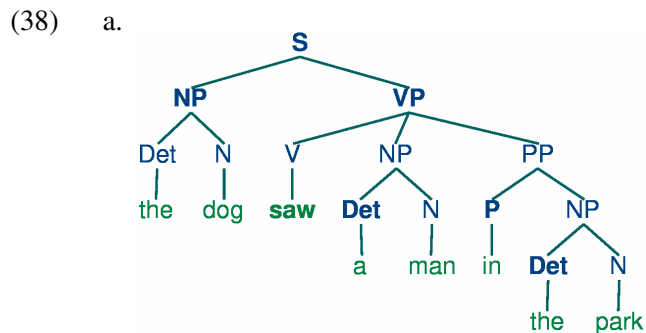 (38) a.
S
NP VP
Det N V NP PP
the dog saw Det N P NP
a man in Det N
the park